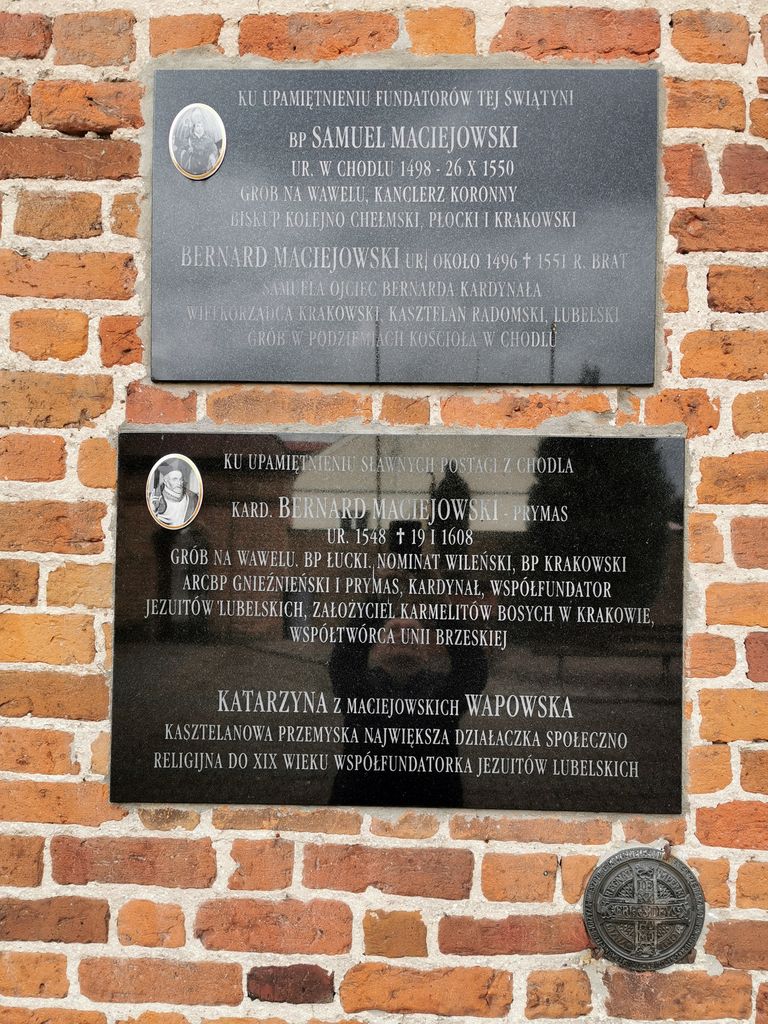 KU UPAMIĘTNIENIU FUNDATORÓW TEJ ŚWIĄTYNI
BP SAMUEL MACIEJOWSKI
UR. W CHODLU 1498 - 26 X 1550
GRÓB NA WAWELU, KANCLERZ KORONNY
BISKUP KOLEJNO CHEŁMSKI, PŁOCKI I KRAKOWSKI
BERNARD MACIEJOWSKI UR. OKOŁO 1496 † 1551 R. BRAT
SAMUELA OJCIEC BERNARDA KARDYNAŁA
WIELKORZĄDCA KRAKOWSKI, KASZTELAN RADOMSKI, LUBELSKI
GRÓB W PODZIEMIACH KOŚCIOŁA W CHODLU
KU UPAMIĘTNIENIU SŁAWNYCH POSTACI Z CHODLA
KARD. BERNARD MACIEJOWSKI - PRYMAS
UR. 1548 † 19 I 1608
GRÓB NA WAWELU, BP ŁUCKI, NOMINAT WILEŃSKI, BP KRAKOWSKI
ARCBP GNIEŹNIEŃSKI I PRYMAS, KARDYNAŁ, WSPÓŁFUNDATOR
JEZUITÓW LUBELSKICH, ZAŁOZYCIEL KARMELITÓW BOSYCH W KRAKOWIE,
WSPÓŁTWÓRCA UNII BRZESKIEJ
KATARZYNA Z MACIEJOWSKICH WAPOWSKA
KASZTELANOWA PRZEMYSKA NAJWIĘKSZA DZIAŁACZKA SPOŁECZNO
RELIGIJNA DO XIX WIEKU WSPÓŁFUNDATORKA JEZUITÓW LUBELSKICH